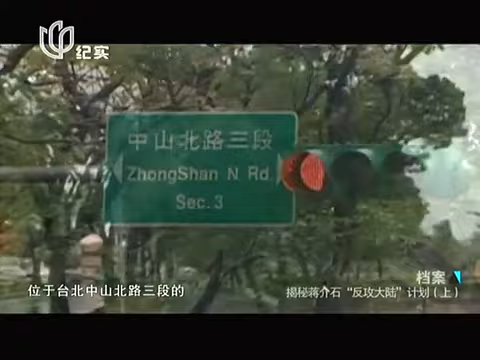 纪实
中山北路三段
ZhongShan N Rd.
Sec.3
档案
位于台北中山北路三段的
揭秘蒋介石“反攻大陆”计划(上)